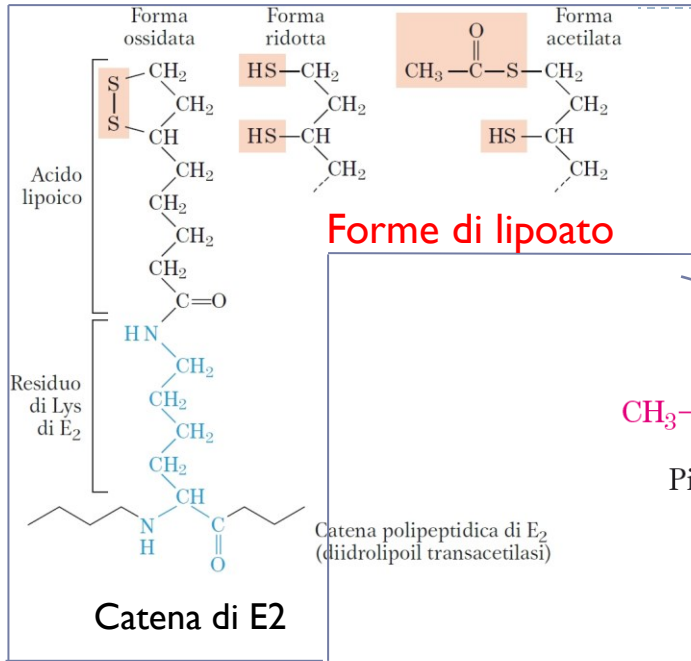 Forma
ossidata
Forma
ridotta
Forma
acetilata
S
S
CH₂
CH₂
CH
CH₂
CH₂
CH₂
CH₂
C=O
HS—CH₂
CH₂
HS—CH
CH₂
O
CH₃—C—S—CH₂
CH₂
HS—CH
CH₂
Acido
lipoico
Forme di lipoato
HN
CH₂
CH₂
CH₂
CH₂
CH
N
H
C
O
Residuo
di Lys
di E₂
CH₃–
Pi
Catena polipeptidica di E₂
(diidrolipoil transacetilasi)
Catena di E2